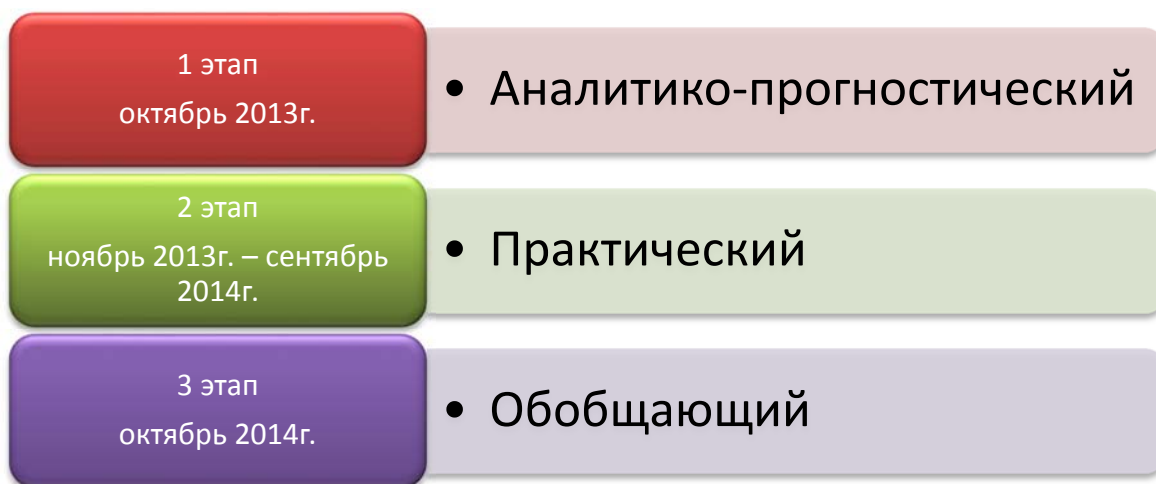 1 этап
октябрь 2013г.
• Аналитико-прогностический
2 этап
ноябрь 2013г. – сентябрь
2014г.
• Практический
3 этап
октябрь 2014г.
• Обобщающий